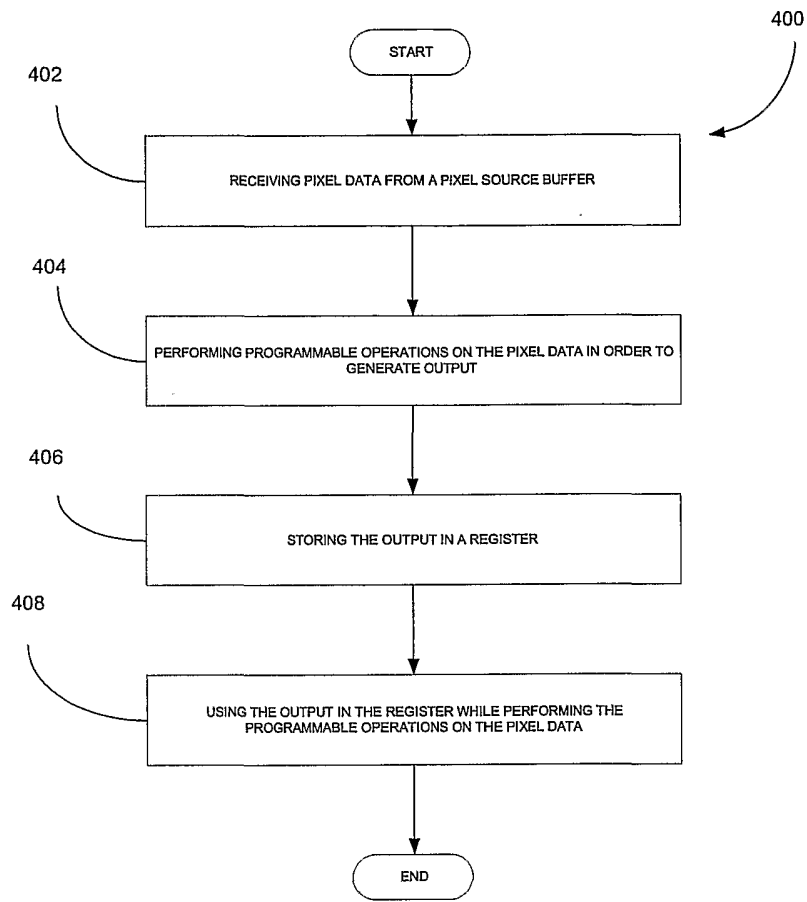 400
START
402
RECEIVING PIXEL DATA FROM A PIXEL SOURCE BUFFER
404
PERFORMING PROGRAMMABLE OPERATIONS ON THE PIXEL DATA IN ORDER TO
GENERATE OUTPUT
406
STORING THE OUTPUT IN A REGISTER
408
USING THE OUTPUT IN THE REGISTER WHILE PERFORMING THE
PROGRAMMABLE OPERATIONS ON THE PIXEL DATA
END